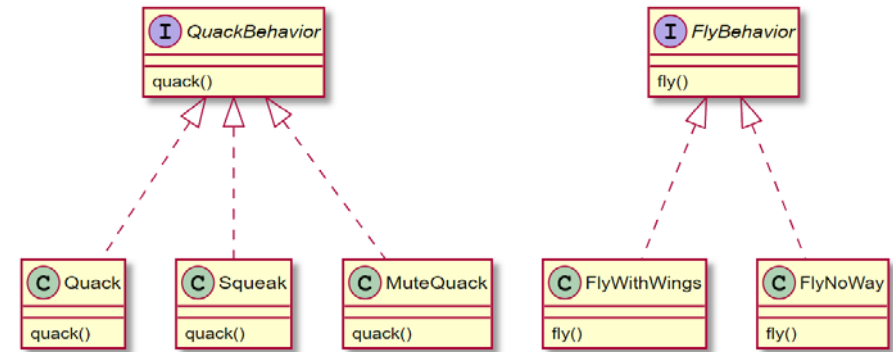 I QuackBehavior
quack()
I FlyBehavior
fly()
C Quack
quack()
C Squeak
quack()
C MuteQuack
quack()
C FlyWithWings
fly()
C FlyNoWay
fly()